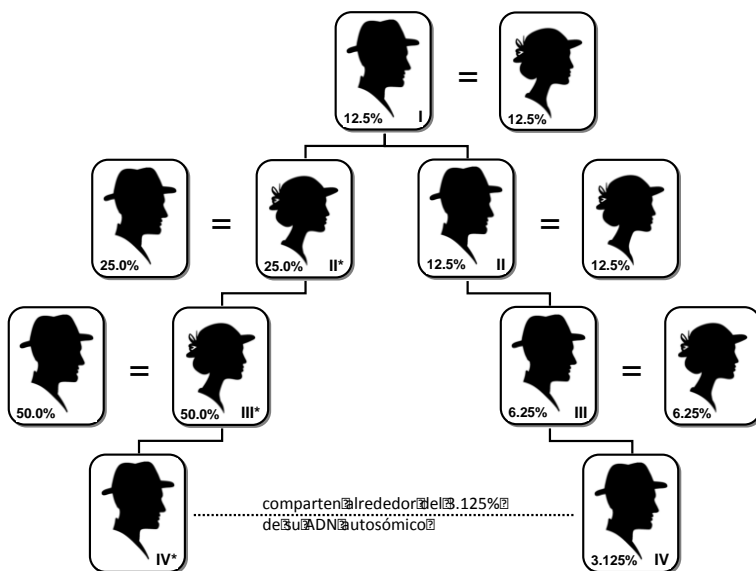 12.5% I = 12.5%
25.0% = 25.0% II* 12.5% II = 12.5%
50.0% = 50.0% III* 6.25% III = 6.25%
comparten alrededor del 3.125%
de su ADN autosómico
IV* 3.125% IV